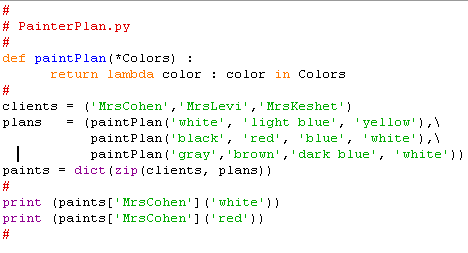 #
# PainterPlan.py
#
def paintPlan(*Colors) :
       return lambda color : color in Colors
#
clients = ('MrsCohen','MrsLevi','MrsKeshet')
plans   = (paintPlan('white', 'light blue', 'yellow'),\
             paintPlan('black', 'red', 'blue', 'white'),\
             paintPlan('gray','brown','dark blue', 'white'))
paints = dict(zip(clients, plans))
#
print (paints['MrsCohen']('white'))
print (paints['MrsCohen']('red'))
#